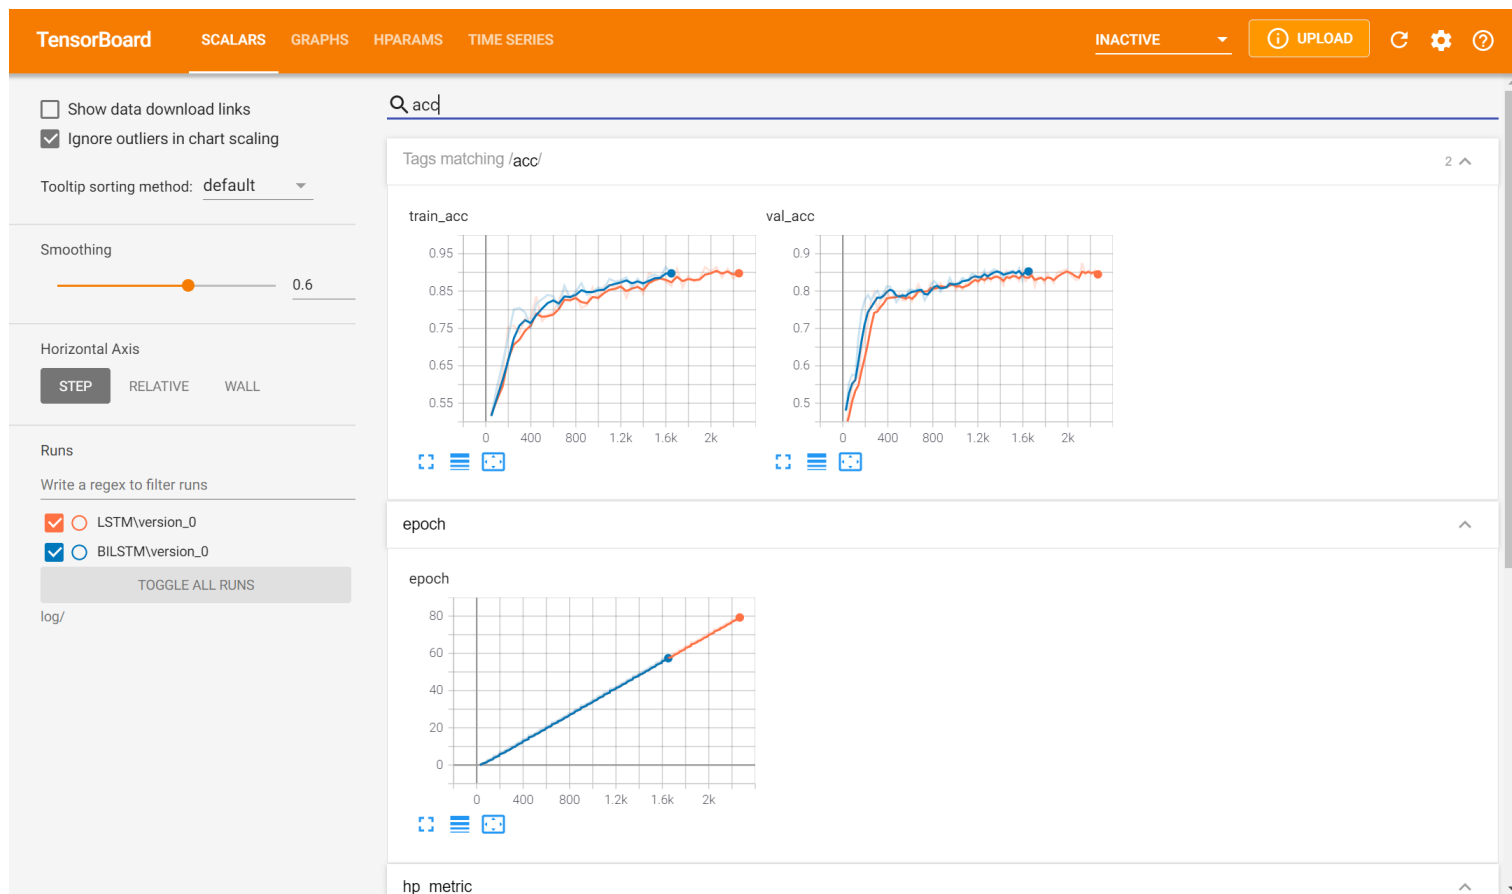 TensorBoard SCALARS GRAPHS HPARAMS TIME SERIES INACTIVE UPLOAD
Show data download links
Ignore outliers in chart scaling
Tooltip sorting method: default
Smoothing
0.6
Horizontal Axis
STEP RELATIVE WALL
Runs
Write a regex to filter runs
LSTM\version_0
BILSTM\version_0
TOGGLE ALL RUNS
log/
acc
Tags matching /acc/ 2
train_acc
0.95
0.85
0.75
0.65
0.55
0 400 800 1.2k 1.6k 2k
val_acc
0.9
0.8
0.7
0.6
0.5
0 400 800 1.2k 1.6k 2k
epoch
epoch
80
60
40
20
0
0 400 800 1.2k 1.6k 2k
hp_metric